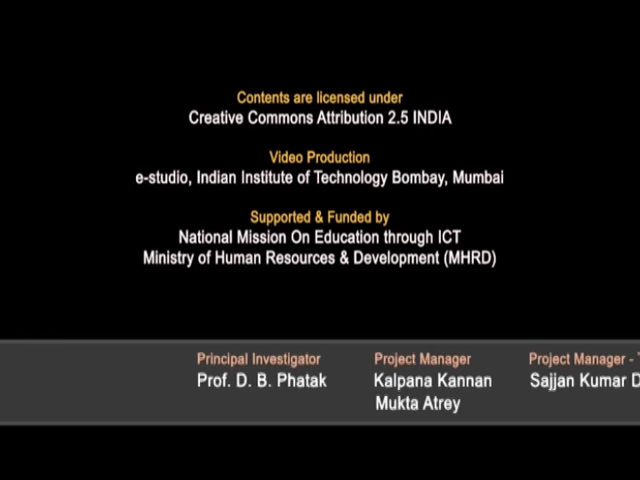 Contents are licensed under
Creative Commons Attribution 2.5 INDIA
Video Production
e-studio, Indian Institute of Technology Bombay, Mumbai
Supported & Funded by
National Mission On Education through ICT
Ministry of Human Resources & Development (MHRD)
Principal Investigator
Prof. D. B. Phatak
Project Manager
Kalpana Kannan
Mukta Atrey
Project Manager -
Sajjan Kumar